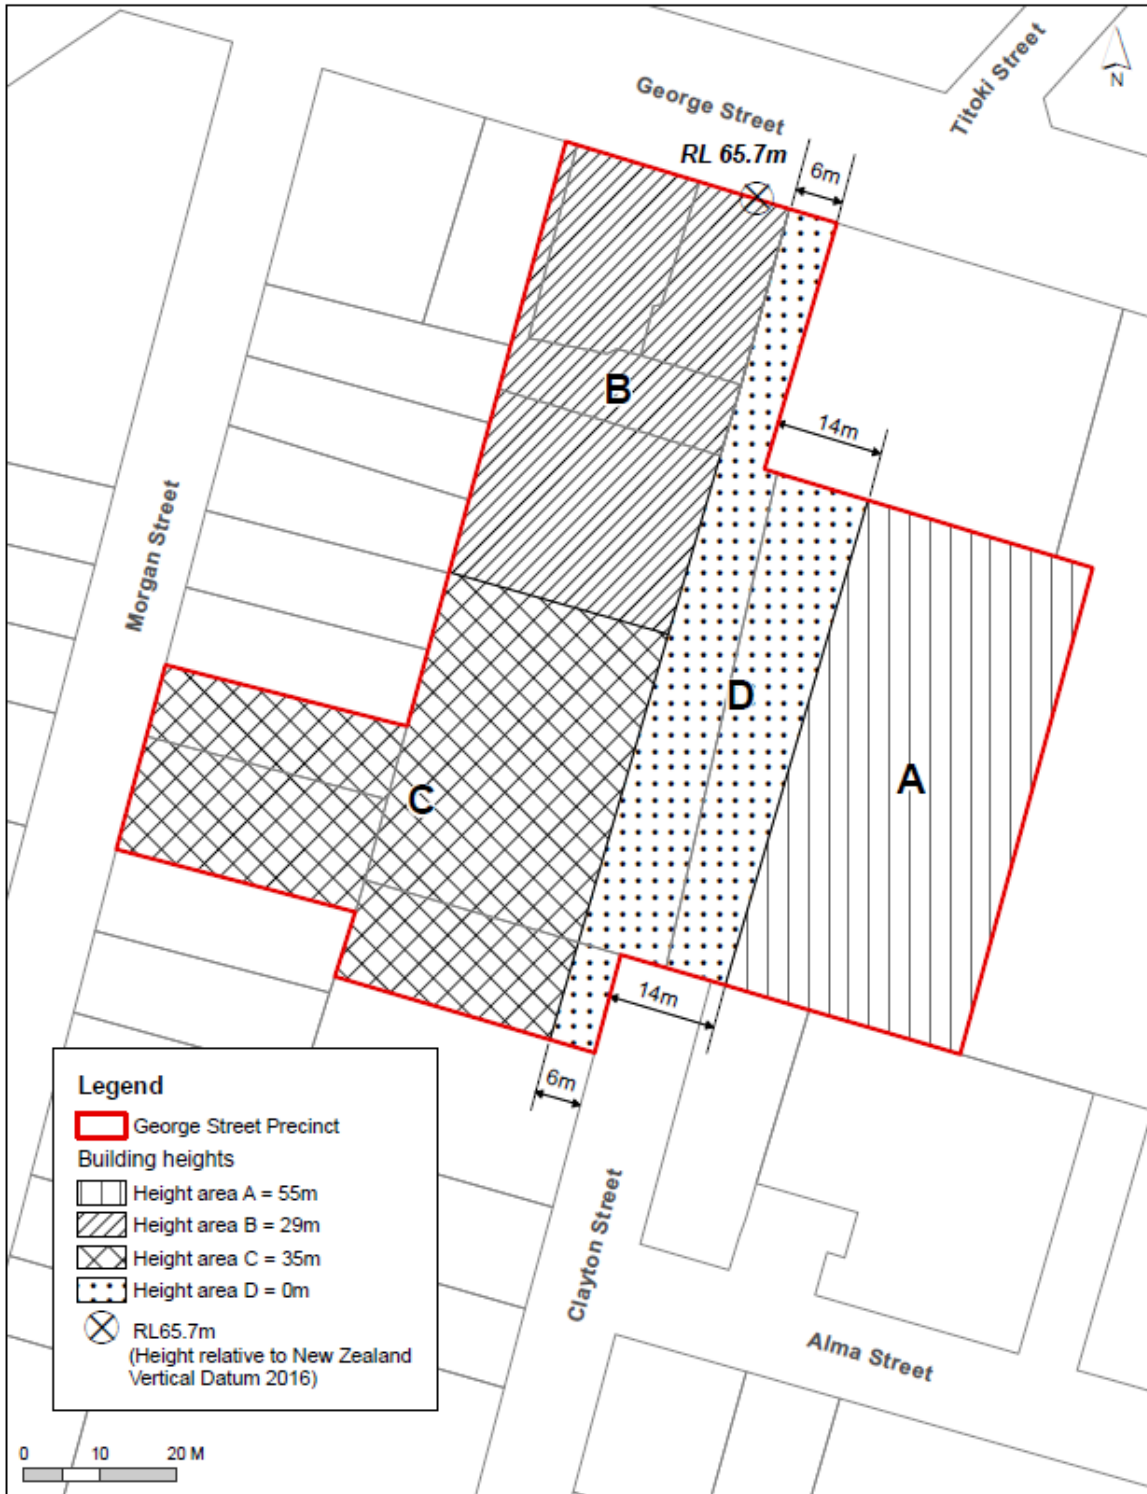 George Street
Titoki Street
N
RL 65.7m
6m
B
14m
Morgan Street
D
A
C
14m
6m
Clayton Street
Alma Street
Legend
George Street Precinct
Building heights
Height area A = 55m
Height area B = 29m
Height area C = 35m
Height area D = 0m
RL65.7m
(Height relative to New Zealand
Vertical Datum 2016)
0 10 20 M